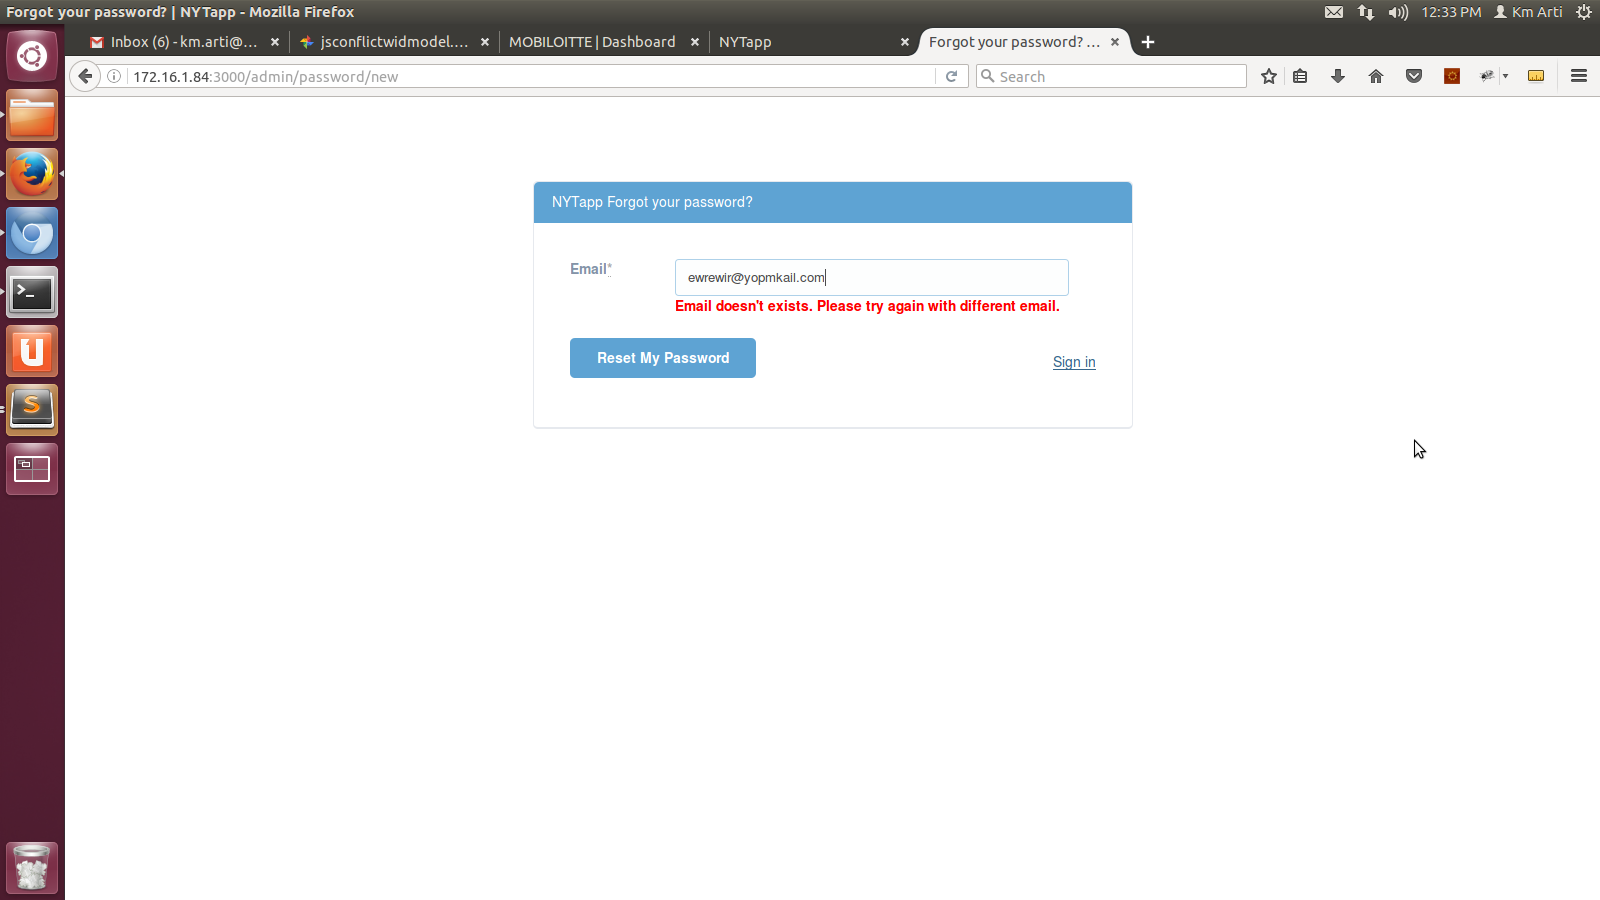 Forgot your password? | NYTapp - Mozilla Firefox
12:33 PM
Km Arti
Inbox (6) - km.arti@...
jsconflictwidmodel....
MOBILOITTE | Dashboard
NYTapp
Forgot your password? ...
172.16.1.84:3000/admin/password/new
Search
NYTapp Forgot your password?
Email*
ewrewir@yopmkail.com
Email doesn't exists. Please try again with different email.
Reset My Password
Sign in